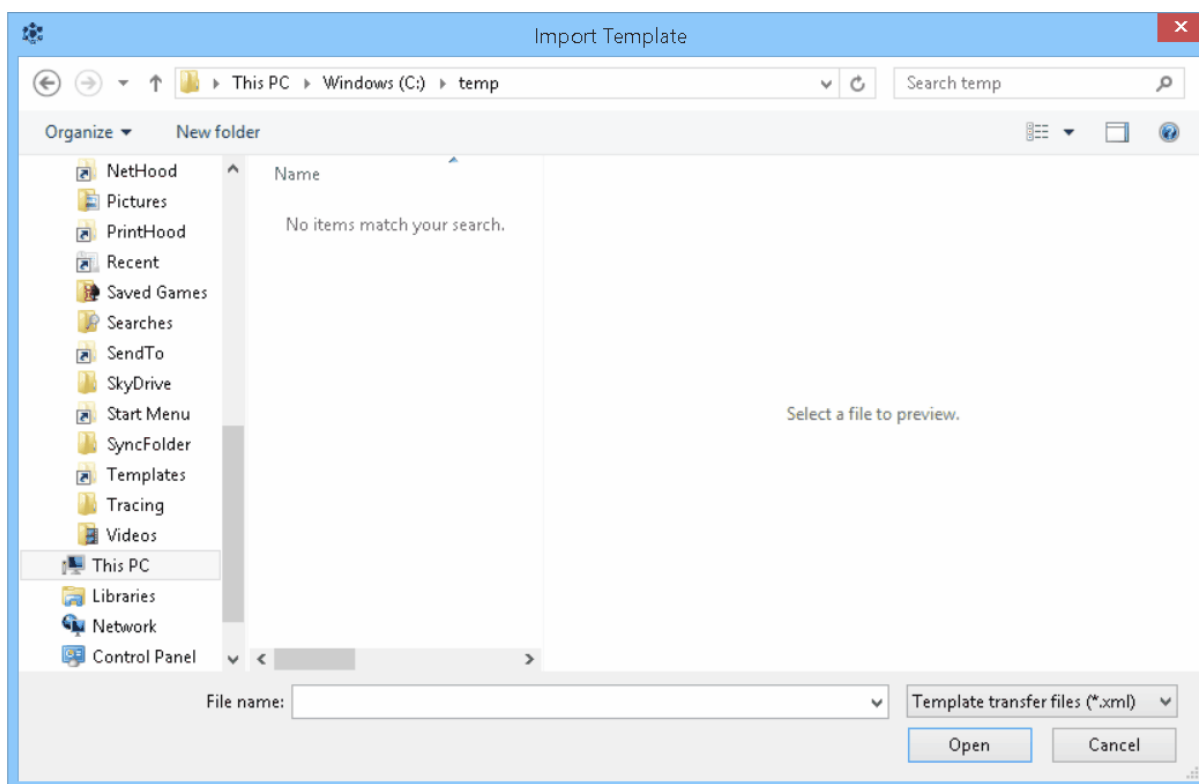 Import Template
This PC Windows (C:) temp
Search temp
Organize
New folder
NetHood
Pictures
PrintHood
Recent
Saved Games
Searches
SendTo
SkyDrive
Start Menu
SyncFolder
Templates
Tracing
Videos
This PC
Libraries
Network
Control Panel
Name
No items match your search.
Select a file to preview.
File name:
Template transfer files (*.xml)
Open
Cancel